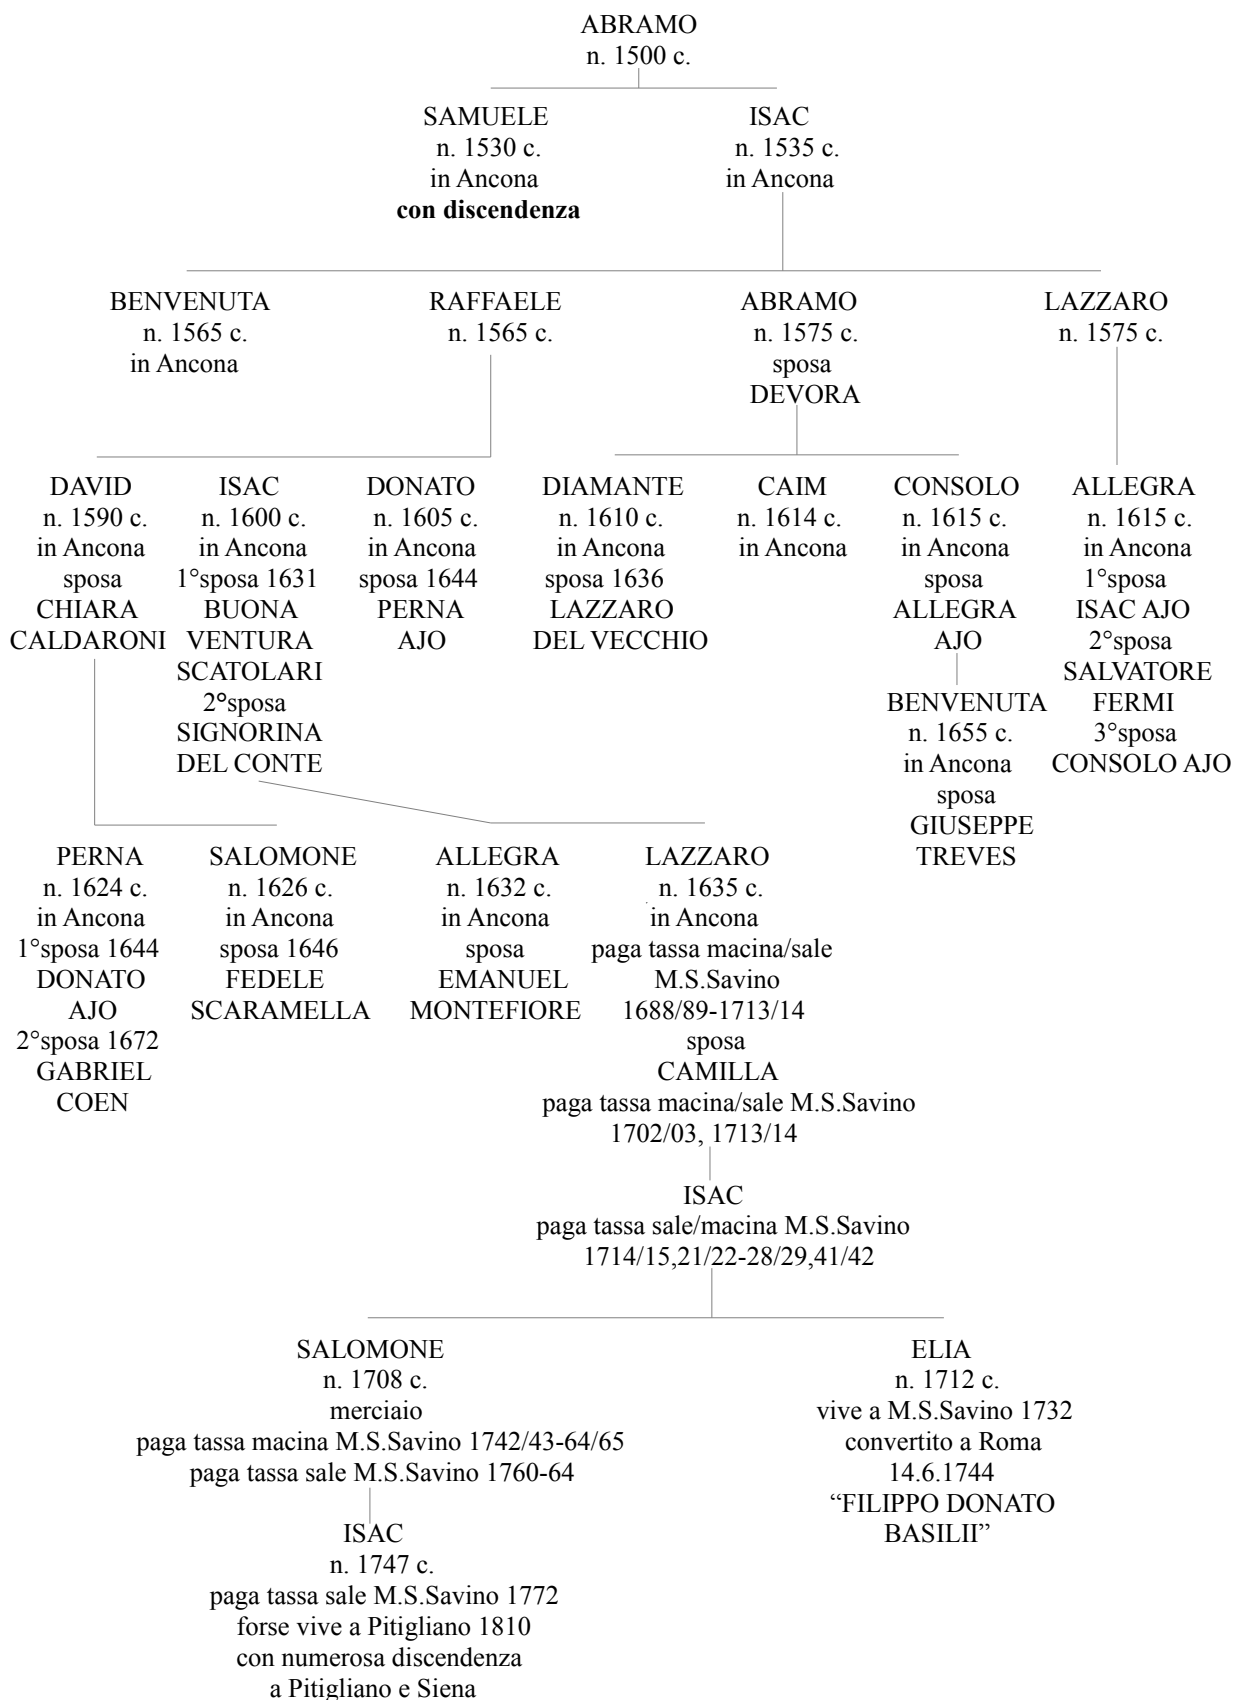 ABRAMO
n. 1500 c.
SAMUELE
n. 1530 c.
in Ancona
con discendenza
ISAC
n. 1535 c.
in Ancona
BENVENUTA
n. 1565 c.
in Ancona
RAFFAELE
n. 1565 c.
ABRAMO
n. 1575 c.
sposa
DEVORA
LAZZARO
n. 1575 c.
DAVID
n. 1590 c.
in Ancona
sposa
CHIARA
CALDARONI
ISAC
n. 1600 c.
in Ancona
1°sposa 1631
BUONA
VENTURA
SCATOLARI
2°sposa
SIGNORINA
DEL CONTE
DONATO
n. 1605 c.
in Ancona
sposa 1644
PERNA
AJO
DIAMANTE
n. 1610 c.
in Ancona
sposa 1636
LAZZARO
DEL VECCHIO
CAIM
n. 1614 c.
in Ancona
CONSOLO
n. 1615 c.
in Ancona
sposa
ALLEGRA
AJO
BENVENUTA
n. 1655 c.
in Ancona
sposa
GIUSEPPE
TREVES
ALLEGRA
n. 1615 c.
in Ancona
1°sposa
ISAC AJO
2°sposa
SALVATORE
FERMI
3°sposa
CONSOLO AJO
PERNA
n. 1624 c.
in Ancona
1°sposa 1644
DONATO
AJO
2°sposa 1672
GABRIEL
COEN
SALOMONE
n. 1626 c.
in Ancona
sposa 1646
FEDELE
SCARAMELLA
ALLEGRA
n. 1632 c.
in Ancona
sposa
EMANUEL
MONTEFIORE
LAZZARO
n. 1635 c.
in Ancona
paga tassa macina/sale
M.S.Savino
1688/89-1713/14
sposa
CAMILLA
paga tassa macina/sale M.S.Savino
1702/03, 1713/14
ISAC
paga tassa sale/macina M.S.Savino
1714/15,21/22-28/29,41/42
SALOMONE
n. 1708 c.
merciaio
paga tassa macina M.S.Savino 1742/43-64/65
paga tassa sale M.S.Savino 1760-64
ELIA
n. 1712 c.
vive a M.S.Savino 1732
convertito a Roma
14.6.1744
“FILIPPO DONATO
BASILII”
ISAC
n. 1747 c.
paga tassa sale M.S.Savino 1772
forse vive a Pitigliano 1810
con numerosa discendenza
a Pitigliano e Siena